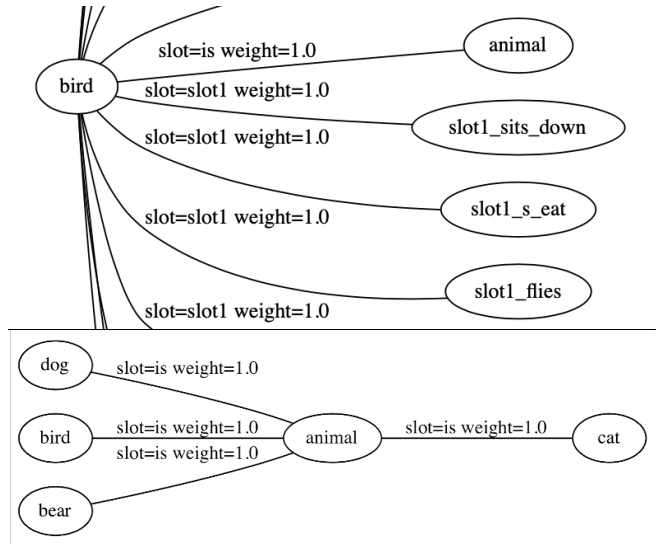 slot=is weight=1.0
animal
bird
slot=slot1 weight=1.0
slot1_sits_down
slot=slot1 weight=1.0
slot1_s_eat
slot=slot1 weight=1.0
slot1_flies
slot=slot1 weight=1.0
dog
slot=is weight=1.0
bird
slot=is weight=1.0
animal
slot=is weight=1.0
cat
slot=is weight=1.0
bear